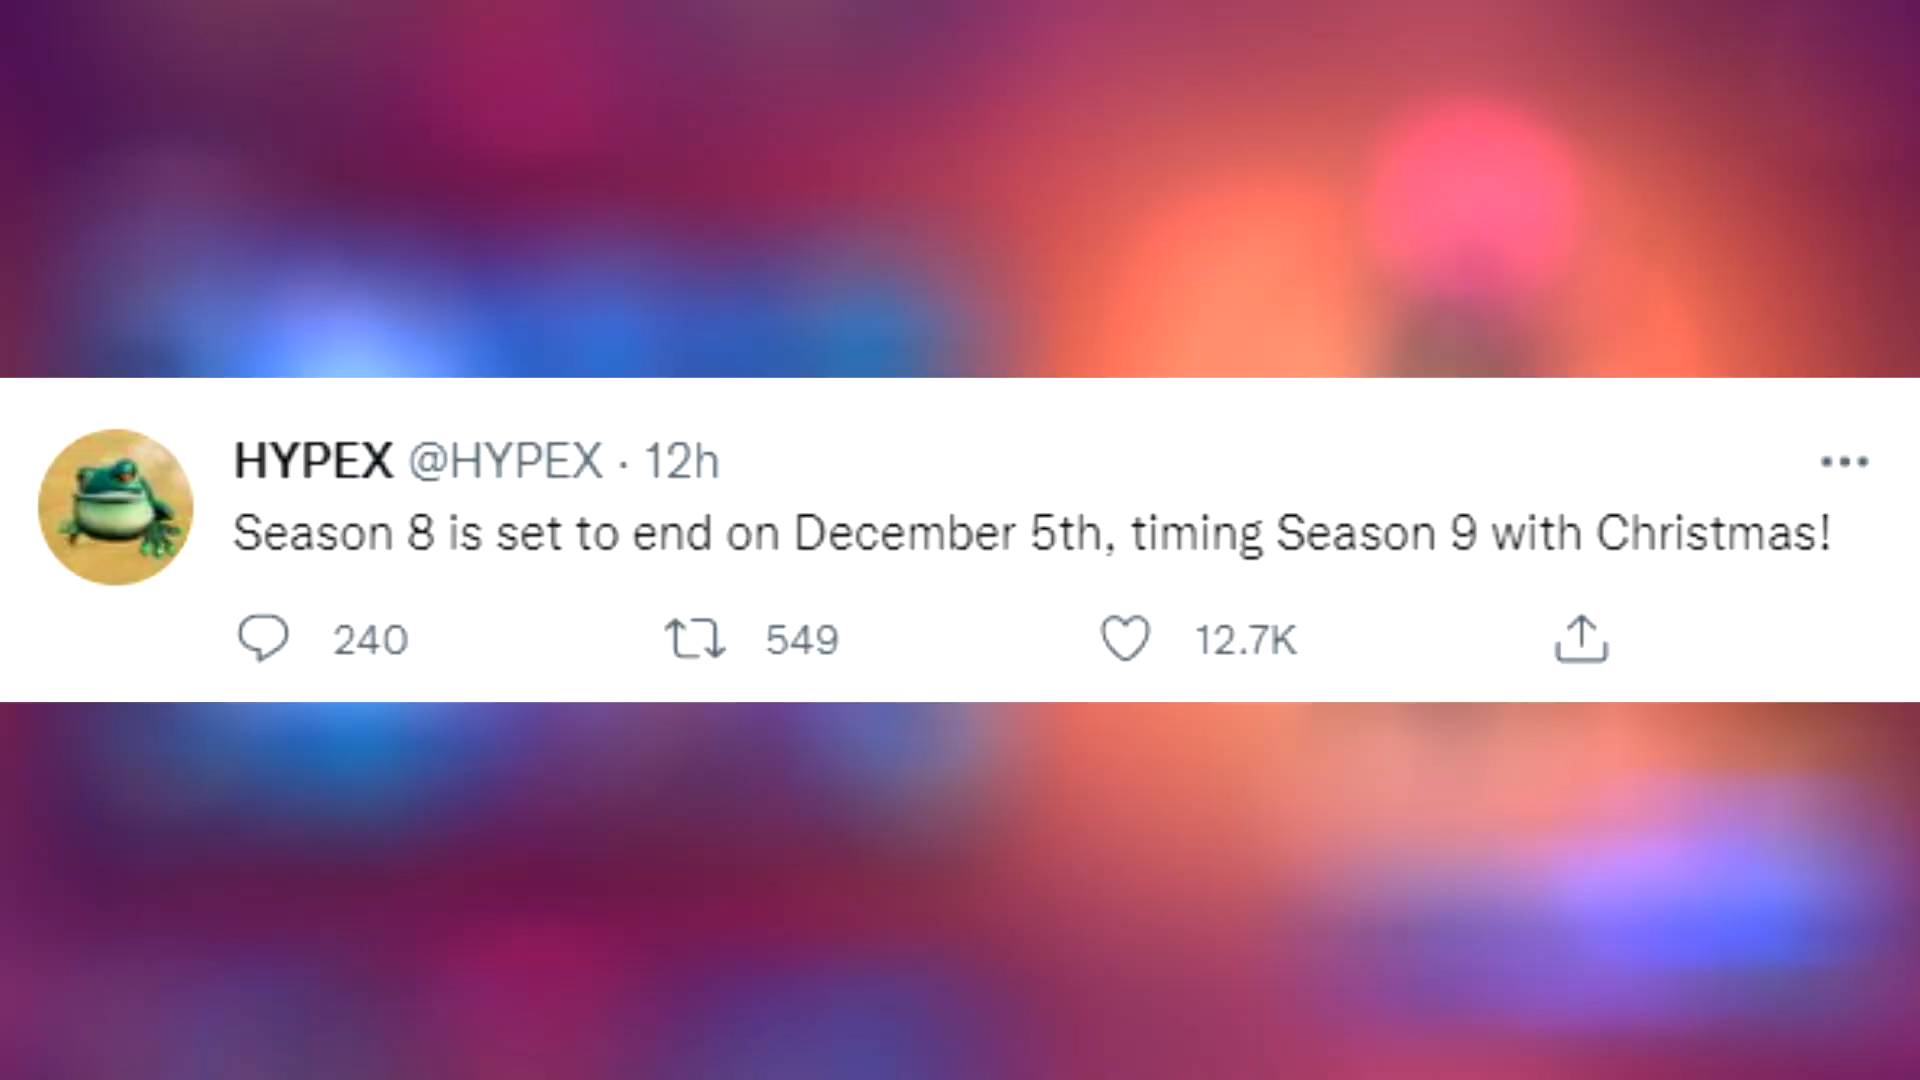 HYPEX @HYPEX · 12h
Season 8 is set to end on December 5th, timing Season 9 with Christmas!
240 549 12.7K